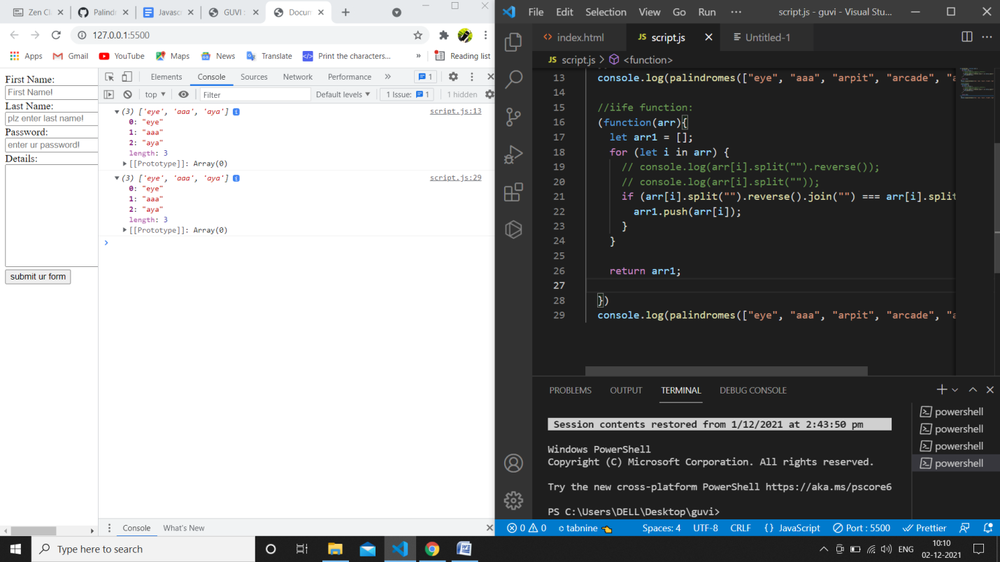 Zen Cl
Palind
Javasc
GUVI :
Docun
127.0.0.1:5500
Apps
Gmail
YouTube
Maps
News
Translate
Print the characters...
»
Reading list
First Name:
First Name!
Last Name:
plz enter last name!
Password:
enter ur password!
Details:
submit ur form
Elements
Console
Sources
Network
Performance
»
1
top ▼
Filter
Default levels ▼
1 Issue: 1
1 hidden
▼(3) ['eye', 'aaa', 'aya'] i
script.js:13
0: "eye"
1: "aaa"
2: "aya"
length: 3
▶[[Prototype]]: Array(0)
▼(3) ['eye', 'aaa', 'aya'] i
script.js:29
0: "eye"
1: "aaa"
2: "aya"
length: 3
▶[[Prototype]]: Array(0)
>
Console
What's New
File Edit Selection View Go Run ··· script.js - guvi - Visual Stu...
<> index.html
JS script.js
Untitled-1
JS script.js > <function>
13 console.log(palindromes(["eye", "aaa", "arpit", "arcade", "a
14
15 //iife function:
16 (function(arr){
17 let arr1 = [];
18 for (let i in arr) {
19 // console.log(arr[i].split("").reverse());
20 // console.log(arr[i].split(""));
21 if (arr[i].split("").reverse().join("") === arr[i].split
22 arr1.push(arr[i]);
23 }
24 }
25
26 return arr1;
27
28 })
29 console.log(palindromes(["eye", "aaa", "arpit", "arcade", "a
PROBLEMS OUTPUT TERMINAL DEBUG CONSOLE
Session contents restored from 1/12/2021 at 2:43:50 pm
Windows PowerShell
Copyright (C) Microsoft Corporation. All rights reserved.
Try the new cross-platform PowerShell https://aka.ms/pscore6
PS C:\Users\DELL\Desktop\guvi>
powershell
powershell
powershell
powershell
0 0 tabnine Spaces: 4 UTF-8 CRLF {} JavaScript Port : 5500 Prettier
Type here to search
ENG
10:10
02-12-2021